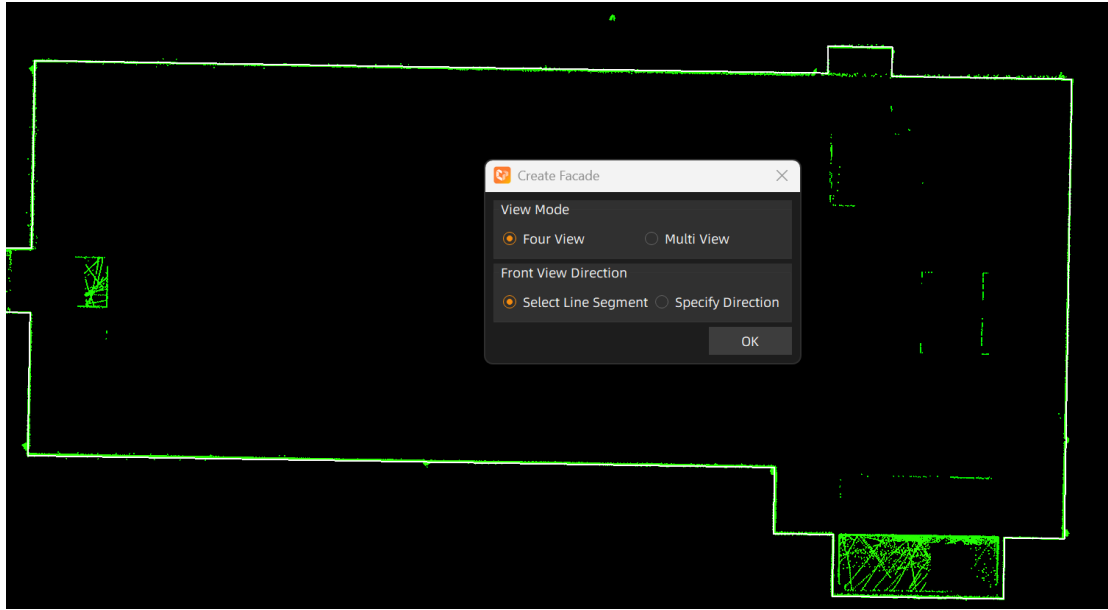 Create Facade
View Mode
Four View Multi View
Front View Direction
Select Line Segment Specify Direction
OK